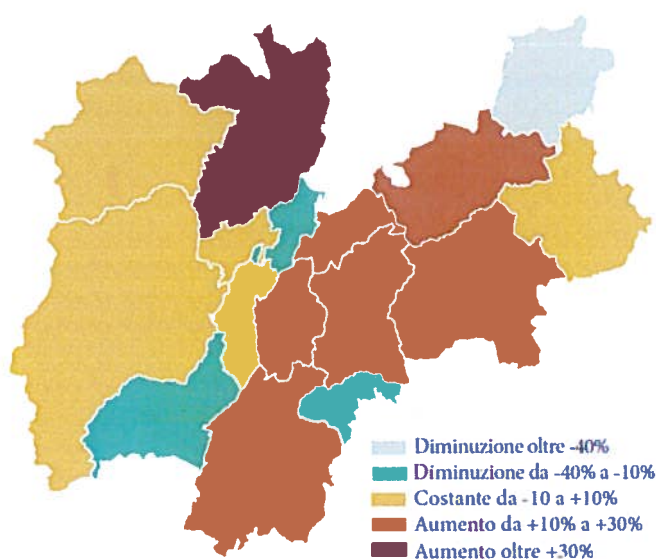 Diminuzione oltre -40%
Diminuzione da -40% a -10%
Costante da -10 a +10%
Aumento da +10% a +30%
Aumento oltre +30%